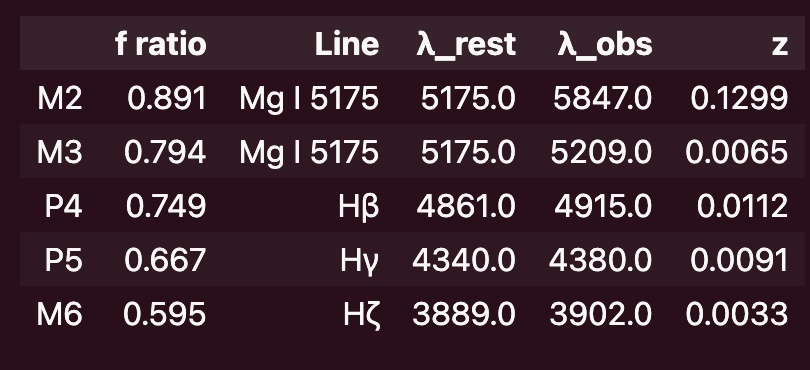 f ratio Line λ_rest λ_obs z
M2 0.891 Mg I 5175 5175.0 5847.0 0.1299
M3 0.794 Mg I 5175 5175.0 5209.0 0.0065
P4 0.749 Hβ 4861.0 4915.0 0.0112
P5 0.667 Hγ 4340.0 4380.0 0.0091
M6 0.595 Hζ 3889.0 3902.0 0.0033